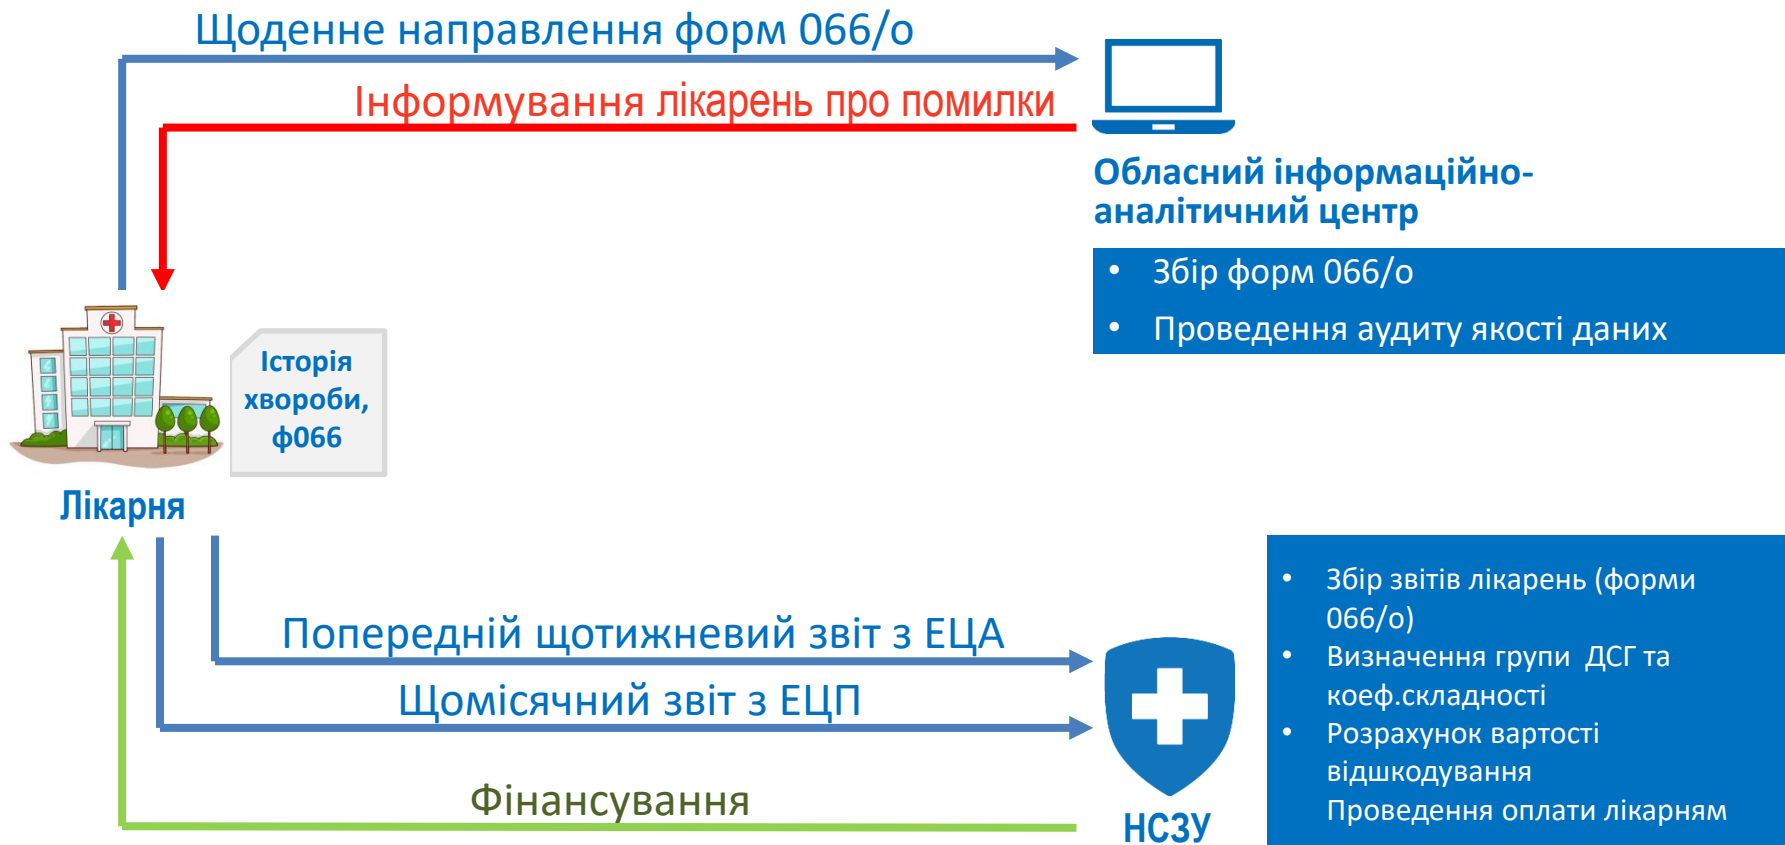 Щоденне направлення форм 066/о
Інформування лікарень про помилки
Обласний інформаційно-
аналітичний центр
• Збір форм 066/о
• Проведення аудиту якості даних
Історія
хвороби,
ф066
Лікарня
Попередній щотижневий звіт з ЕЦА
Щомісячний звіт з ЕЦП
Фінансування
НСЗУ
• Збір звітів лікарень (форми
066/о)
• Визначення групи ДСГ та
коеф.складності
• Розрахунок вартості
відшкодування
Проведення оплати лікарням